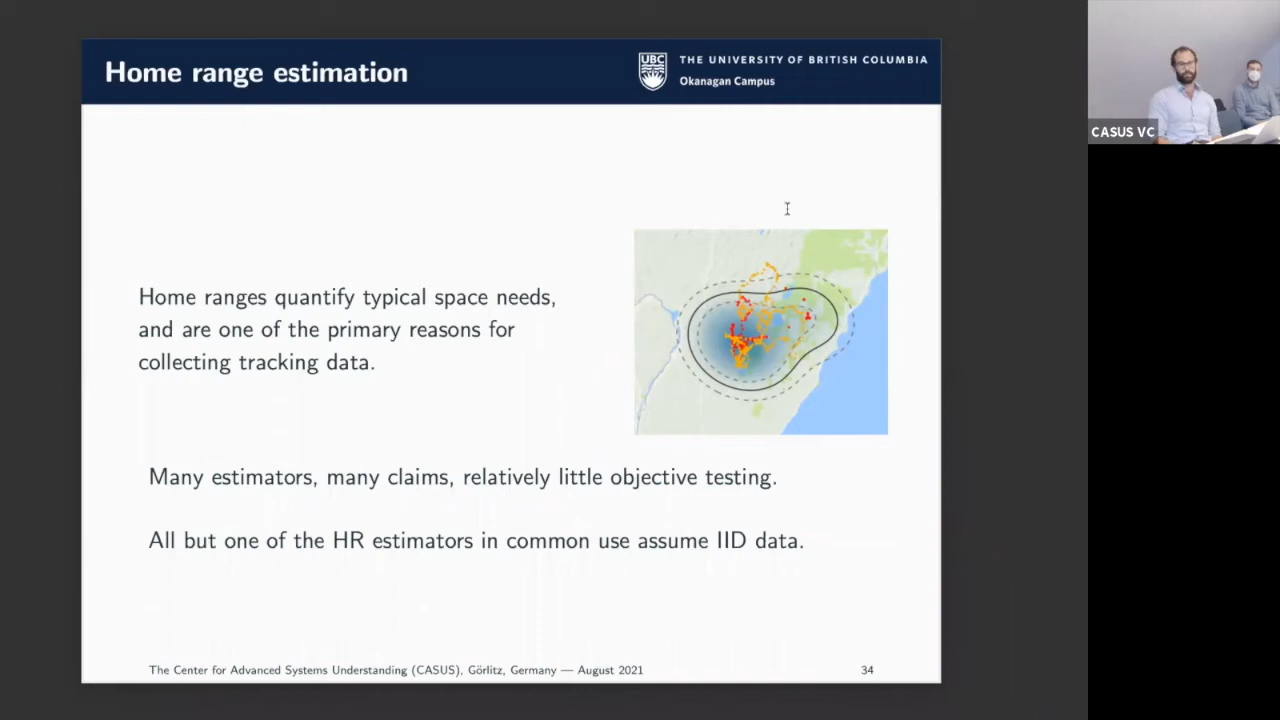 Home range estimation
UBC
THE UNIVERSITY OF BRITISH COLUMBIA
Okanagan Campus
CASUS VC
Home ranges quantify typical space needs,
and are one of the primary reasons for
collecting tracking data.
Many estimators, many claims, relatively little objective testing.
All but one of the HR estimators in common use assume IID data.
The Center for Advanced Systems Understanding (CASUS), Görlitz, Germany — August 2021
34